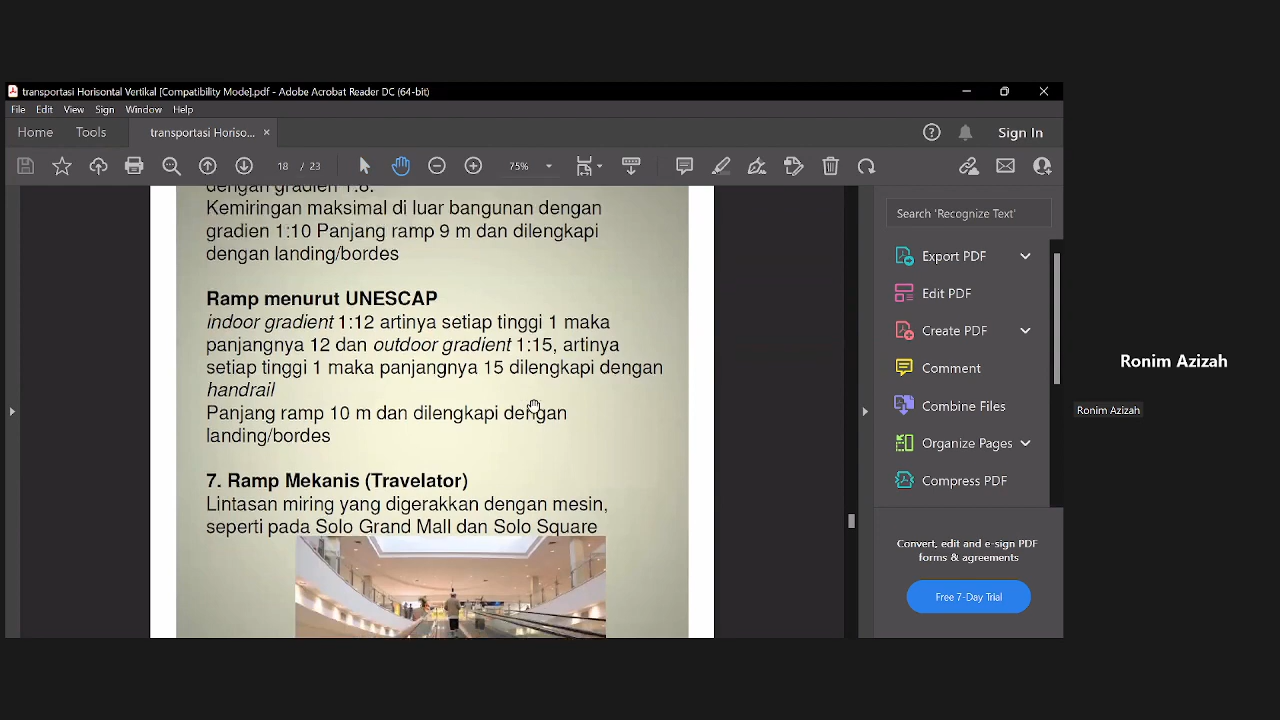 transportasi Horisontal Vertikal [Compatibility Mode].pdf - Adobe Acrobat Reader DC (64-bit)
File Edit View Sign Window Help
Home Tools transportasi Horiso... × Sign In
18 / 23 75%
dengan gradien 1:8.
Kemiringan maksimal di luar bangunan dengan
gradien 1:10 Panjang ramp 9 m dan dilengkapi
dengan landing/bordes
Ramp menurut UNESCAP
indoor gradient 1:12 artinya setiap tinggi 1 maka
panjangnya 12 dan outdoor gradient 1:15, artinya
setiap tinggi 1 maka panjangnya 15 dilengkapi dengan
handrail
Panjang ramp 10 m dan dilengkapi dengan
landing/bordes
7. Ramp Mekanis (Travelator)
Lintasan miring yang digerakkan dengan mesin,
seperti pada Solo Grand Mall dan Solo Square
Search 'Recognize Text'
Export PDF
Edit PDF
Create PDF
Comment
Combine Files
Organize Pages
Compress PDF
Convert, edit and e-sign PDF
forms & agreements
Free 7-Day Trial
Ronim Azizah
Ronim Azizah